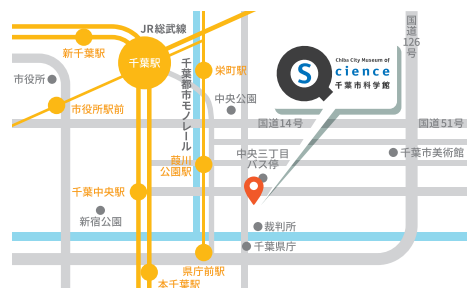 JR総武線
国道
126
号
新千葉駅
千葉駅
栄町駅
Chiba City Museum of
Science
千葉市科学館
市役所
千葉都市モノレール
中央公園
市役所駅前
国道14号
国道51号
葭川
公園駅
中央三丁目
バス停
千葉市美術館
千葉中央駅
新宿公園
裁判所
千葉県庁
県庁前駅
本千葉駅